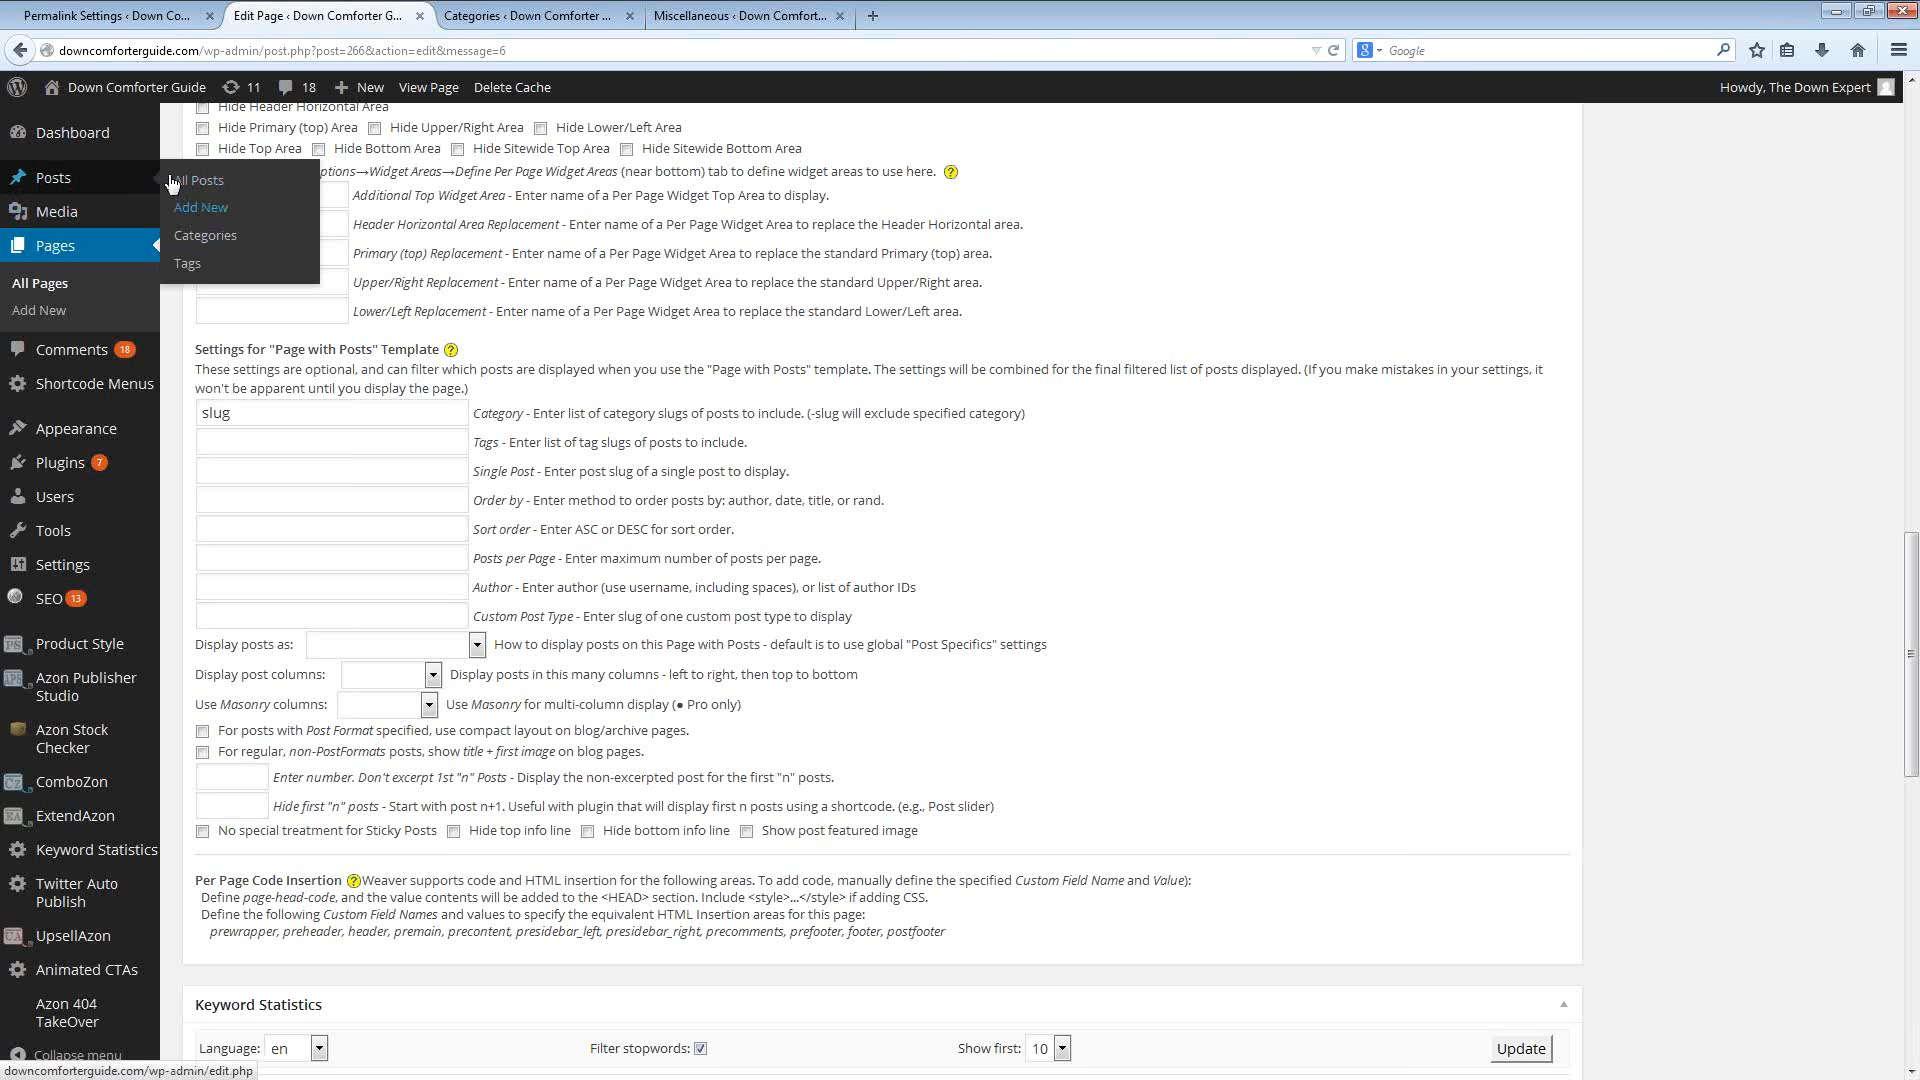 Permalink Settings ‹ Down Co... Edit Page ‹ Down Comforter G... Categories ‹ Down Comforter ... Miscellaneous ‹ Down Comfort...
downcomforterguide.com/wp-admin/post.php?post=266&action=edit&message=6 Google
Down Comforter Guide 11 18 New View Page Delete Cache Howdy, The Down Expert
Dashboard
Posts
Media
Pages
All Pages
Add New
Comments 18
Shortcode Menus
Appearance
Plugins 7
Users
Tools
Settings
SEO 13
Product Style
Azon Publisher
Studio
Azon Stock
Checker
ComboZon
ExtendAzon
Keyword Statistics
Twitter Auto
Publish
UpsellAzon
Animated CTAs
Azon 404
TakeOver
Collapse menu
All Posts
Add New
Categories
Tags
Hide Header Horizontal Area
Hide Primary (top) Area Hide Upper/Right Area Hide Lower/Left Area
Hide Top Area Hide Bottom Area Hide Sitewide Top Area Hide Sitewide Bottom Area
ptions→Widget Areas→Define Per Page Widget Areas (near bottom) tab to define widget areas to use here. ?
Additional Top Widget Area - Enter name of a Per Page Widget Top Area to display.
Header Horizontal Area Replacement - Enter name of a Per Page Widget Area to replace the Header Horizontal area.
Primary (top) Replacement - Enter name of a Per Page Widget Area to replace the standard Primary (top) area.
Upper/Right Replacement - Enter name of a Per Page Widget Area to replace the standard Upper/Right area.
Lower/Left Replacement - Enter name of a Per Page Widget Area to replace the standard Lower/Left area.
Settings for "Page with Posts" Template ?
These settings are optional, and can filter which posts are displayed when you use the "Page with Posts" template. The settings will be combined for the final filtered list of posts displayed. (If you make mistakes in your settings, it
won't be apparent until you display the page.)
slug Category - Enter list of category slugs of posts to include. (-slug will exclude specified category)
Tags - Enter list of tag slugs of posts to include.
Single Post - Enter post slug of a single post to display.
Order by - Enter method to order posts by: author, date, title, or rand.
Sort order - Enter ASC or DESC for sort order.
Posts per Page - Enter maximum number of posts per page.
Author - Enter author (use username, including spaces), or list of author IDs
Custom Post Type - Enter slug of one custom post type to display
Display posts as: How to display posts on this Page with Posts - default is to use global "Post Specifics" settings
Display post columns: Display posts in this many columns - left to right, then top to bottom
Use Masonry columns: Use Masonry for multi-column display (● Pro only)
For posts with Post Format specified, use compact layout on blog/archive pages.
For regular, non-PostFormats posts, show title + first image on blog pages.
Enter number. Don't excerpt 1st "n" Posts - Display the non-excerpted post for the first "n" posts.
Hide first "n" posts - Start with post n+1. Useful with plugin that will display first n posts using a shortcode. (e.g., Post slider)
No special treatment for Sticky Posts Hide top info line Hide bottom info line Show post featured image
Per Page Code Insertion ? Weaver supports code and HTML insertion for the following areas. To add code, manually define the specified Custom Field Name and Value):
Define page-head-code, and the value contents will be added to the <HEAD> section. Include <style>...</style> if adding CSS.
Define the following Custom Field Names and values to specify the equivalent HTML Insertion areas for this page:
prewrapper, preheader, header, premain, precontent, presidebar_left, presidebar_right, precomments, prefooter, footer, postfooter
Keyword Statistics
Language: en Filter stopwords: Show first: 10 Update
downcomforterguide.com/wp-admin/edit.php